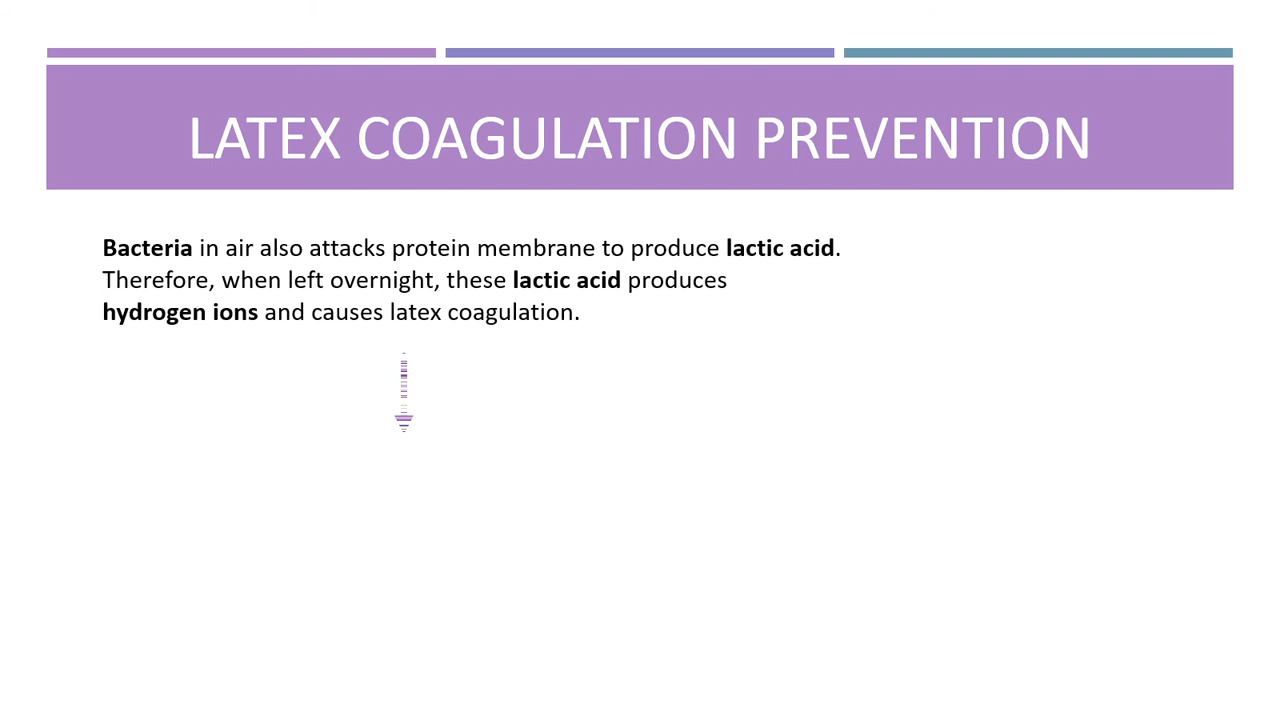 LATEX COAGULATION PREVENTION
Bacteria in air also attacks protein membrane to produce lactic acid.
Therefore, when left overnight, these lactic acid produces
hydrogen ions and causes latex coagulation.